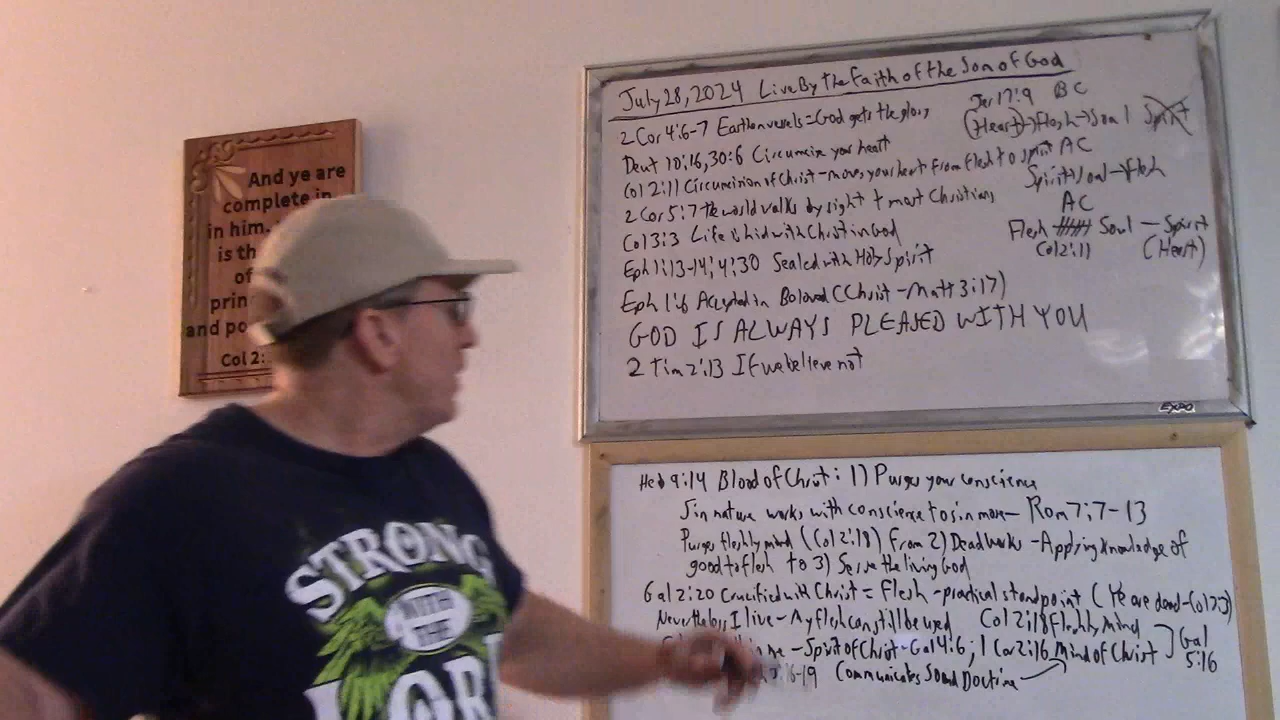 And ye are
complete in
in him,
is th
of
prin
and po
Col 2:
STRONG
WITH
THE
LORD
July 28, 2024 Live By the Faith of the Son of God
2 Cor 4:6-7 Earthen vessels = God gets the glory
Deut 10:16, 30:6 Circumcise your heart
Col 2:11 Circumcision of Christ - moves your heart from flesh to spirit
2 Cor 5:7 the world walks by sight + most Christians
Col 3:3 Life is hid with Christ in God
Eph 1:13-14; 4:30 Sealed with Holy Spirit
Eph 1:6 Accepted in Beloved (Christ - Matt 3:17)
GOD IS ALWAYS PLEASED WITH YOU
2 Tim 2:13 If we believe not
Jer 17:9 BC
(Heart)→Flesh→Soul Spirit
AC
Spirit→Soul→Flesh
AC
Flesh Soul - Spirit
Col 2:11 (Heart)
EXPO
Heb 9:14 Blood of Christ: 1) Purges your conscience
Sin nature works with conscience to sin more - Rom 7:7-13
Purges fleshly mind (Col 2:18) from 2) Dead works - Applying knowledge of
good to flesh to 3) Serve the living God
Gal 2:20 Crucified with Christ = Flesh - practical standpoint (Ye are dead - Col 3:3)
Nevertheless I live - My flesh can still be used Col 2:18 fleshly mind
in me - Spirit of Christ - Gal 4:6; 1 Cor 2:16 Mind of Christ
Gal
5:16
16-19 Communicates Sound Doctrine